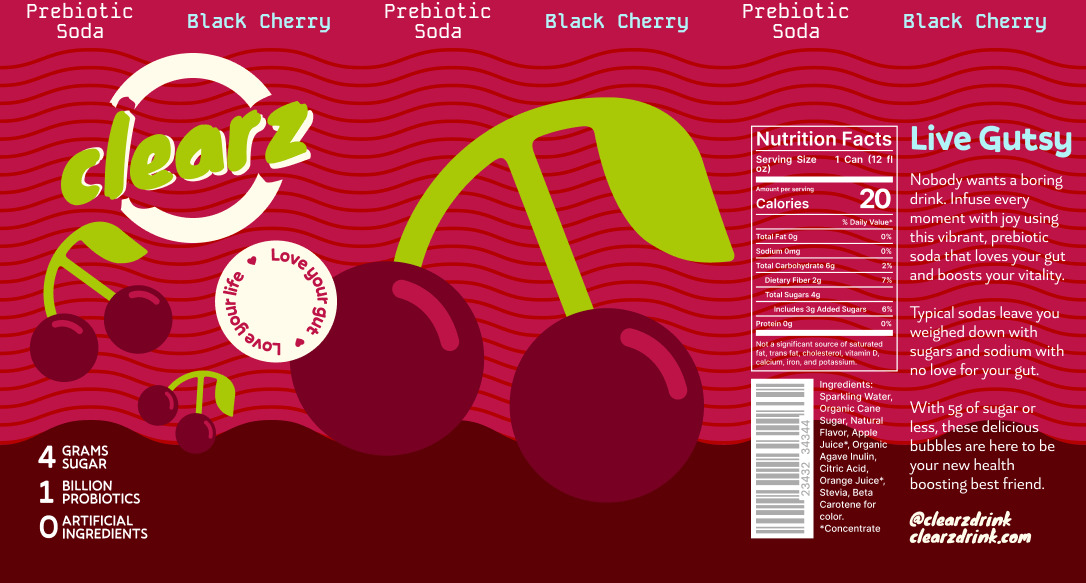 Prebiotic
Soda
Black Cherry
Prebiotic
Soda
Black Cherry
Prebiotic
Soda
Black Cherry
clearz
Love your gut ♥ Love your life ♥
4 GRAMS
SUGAR
1 BILLION
PROBIOTICS
0 ARTIFICIAL
INGREDIENTS
Nutrition Facts
Serving Size 1 Can (12 fl
oz)
Amount per serving
Calories 20
% Daily Value*
Total Fat 0g 0%
Sodium 0mg 0%
Total Carbohydrate 6g 2%
Dietary Fiber 2g 7%
Total Sugars 4g
Includes 3g Added Sugars 6%
Protein 0g 0%
Not a significant source of saturated
fat, trans fat, cholesterol, vitamin D,
calcium, iron, and potassium.
23432 34344
Ingredients:
Sparkling Water,
Organic Cane
Sugar, Natural
Flavor, Apple
Juice*, Organic
Agave Inulin,
Citric Acid,
Orange Juice*,
Stevia, Beta
Carotene for
color.
*Concentrate
Live Gutsy
Nobody wants a boring
drink. Infuse every
moment with joy using
this vibrant, prebiotic
soda that loves your gut
and boosts your vitality.
Typical sodas leave you
weighed down with
sugars and sodium with
no love for your gut.
With 5g of sugar or
less, these delicious
bubbles are here to be
your new health
boosting best friend.
@clearzdrink
clearzdrink.com